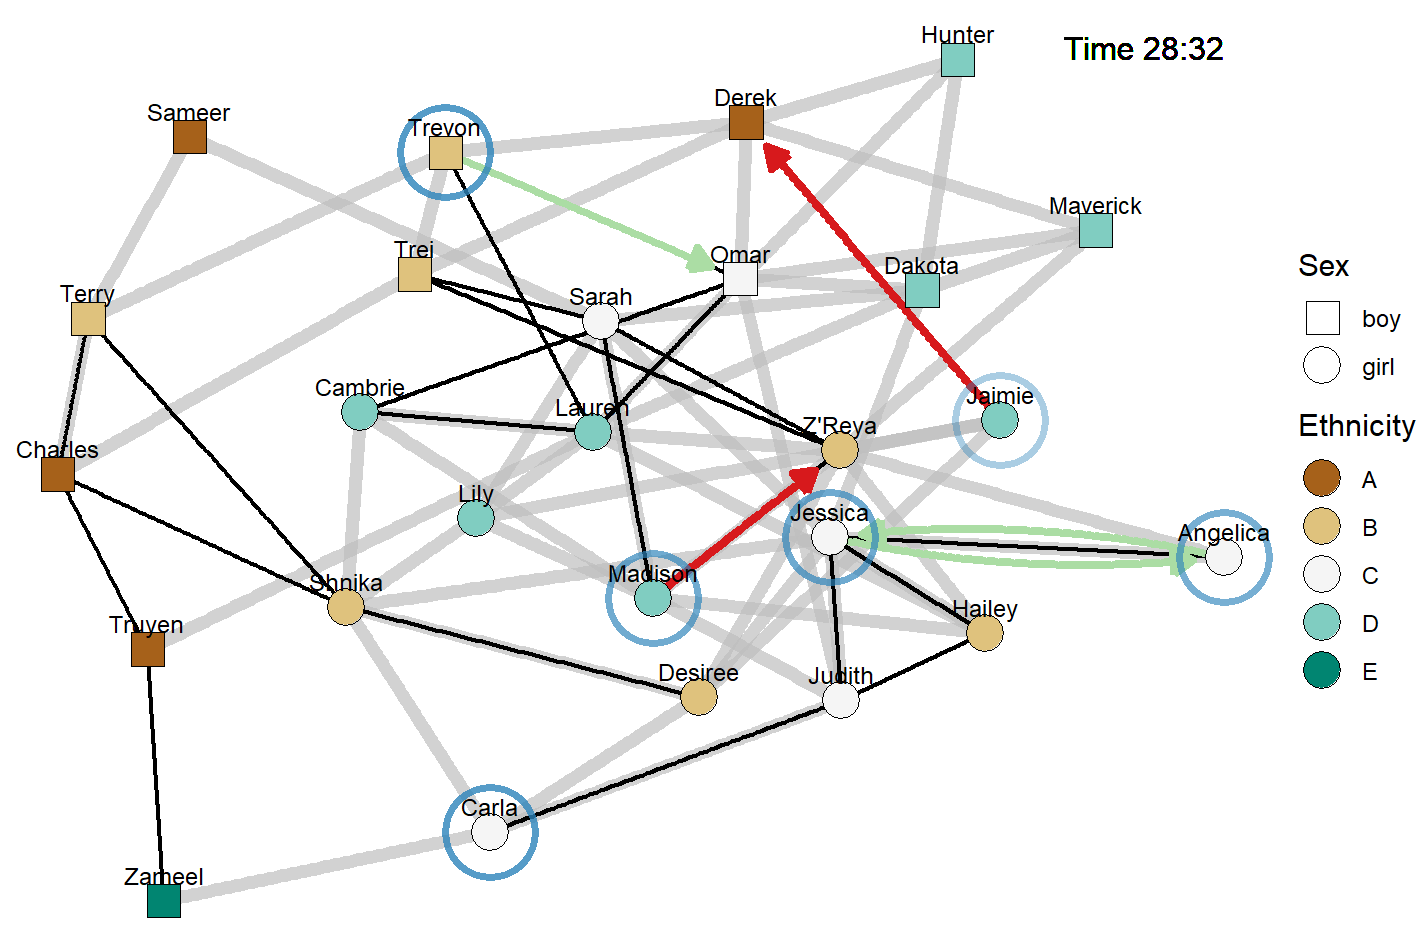 Hunter
Time 28:32
Derek
Sameer
Trevon
Maverick
Trei
Omar
Dakota
Sex
Terry
Sarah
boy
girl
Cambrie
Jaimie
Lauren
Z'Reya
Ethnicity
Charles
A
Lily
Jessica
B
Angelica
Madison
C
Shnika
Hailey
D
Truyen
Desiree
Judith
E
Carla
Zameel